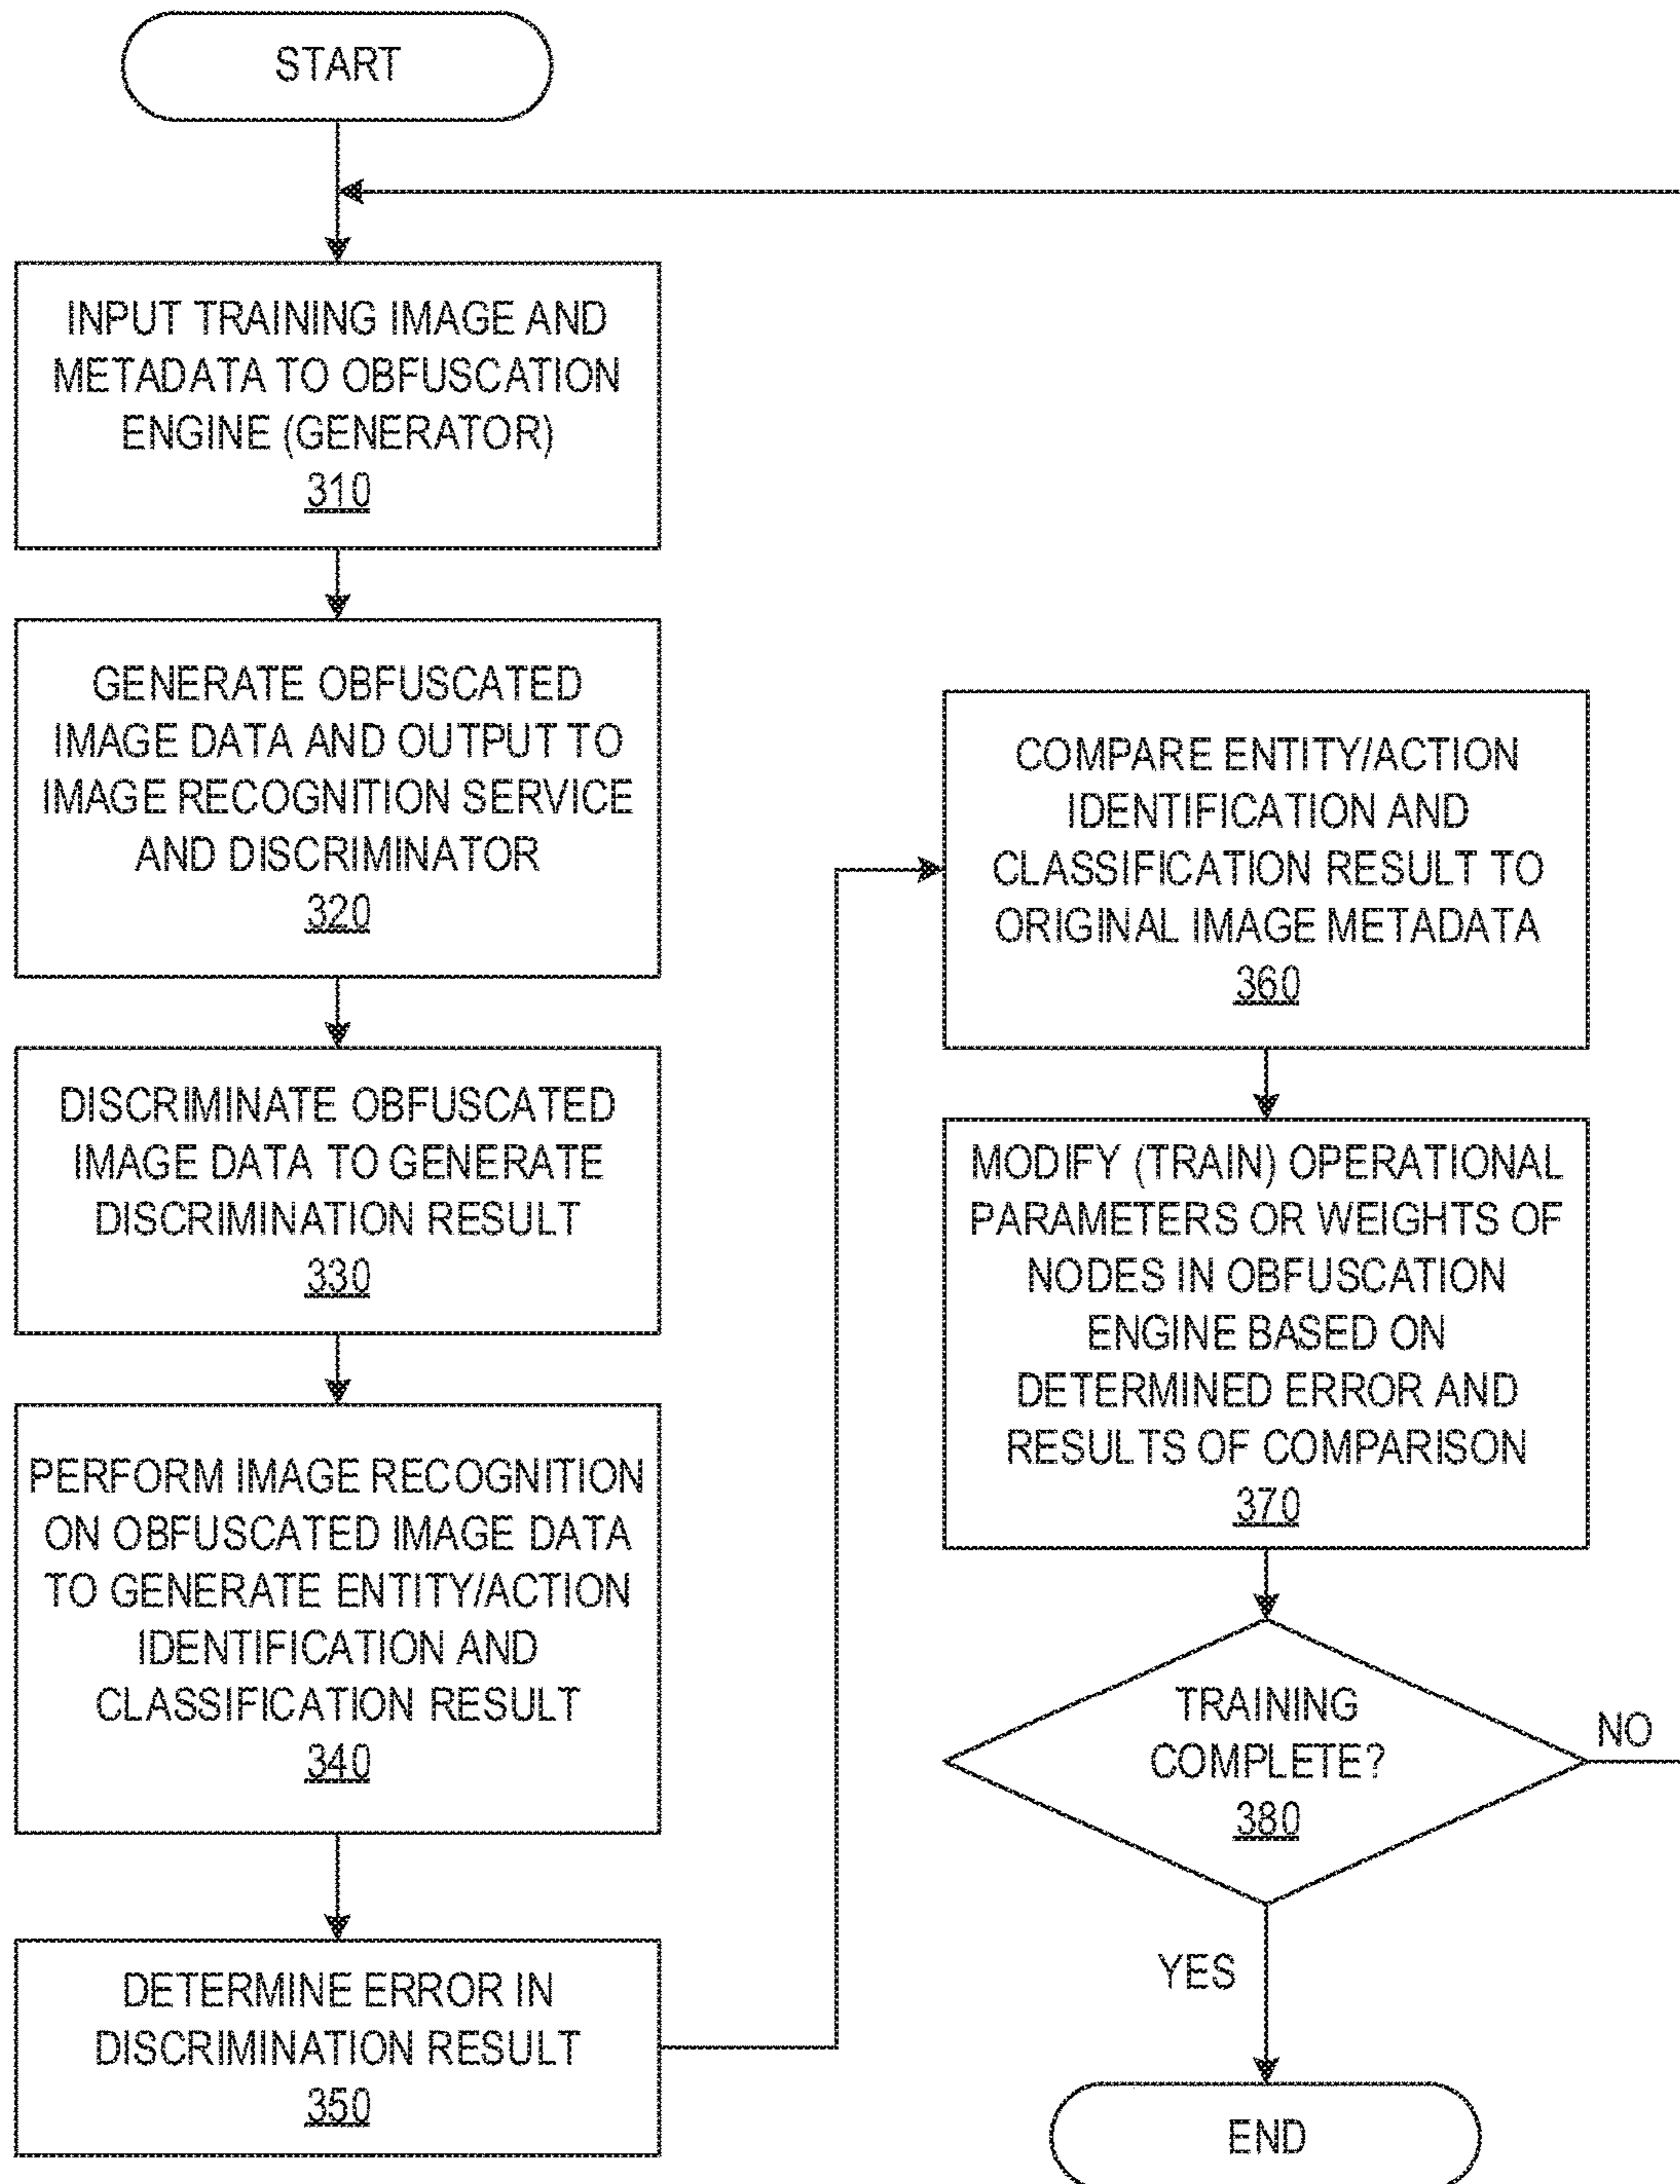 START
INPUT TRAINING IMAGE AND
METADATA TO OBFUSCATION
ENGINE (GENERATOR)
310
GENERATE OBFUSCATED
IMAGE DATA AND OUTPUT TO
IMAGE RECOGNITION SERVICE
AND DISCRIMINATOR
320
DISCRIMINATE OBFUSCATED
IMAGE DATA TO GENERATE
DISCRIMINATION RESULT
330
PERFORM IMAGE RECOGNITION
ON OBFUSCATED IMAGE DATA
TO GENERATE ENTITY/ACTION
IDENTIFICATION AND
CLASSIFICATION RESULT
340
DETERMINE ERROR IN
DISCRIMINATION RESULT
350
COMPARE ENTITY/ACTION
IDENTIFICATION AND
CLASSIFICATION RESULT TO
ORIGINAL IMAGE METADATA
360
MODIFY (TRAIN) OPERATIONAL
PARAMETERS OR WEIGHTS OF
NODES IN OBFUSCATION
ENGINE BASED ON
DETERMINED ERROR AND
RESULTS OF COMPARISON
370
TRAINING
COMPLETE?
380
NO
YES
END